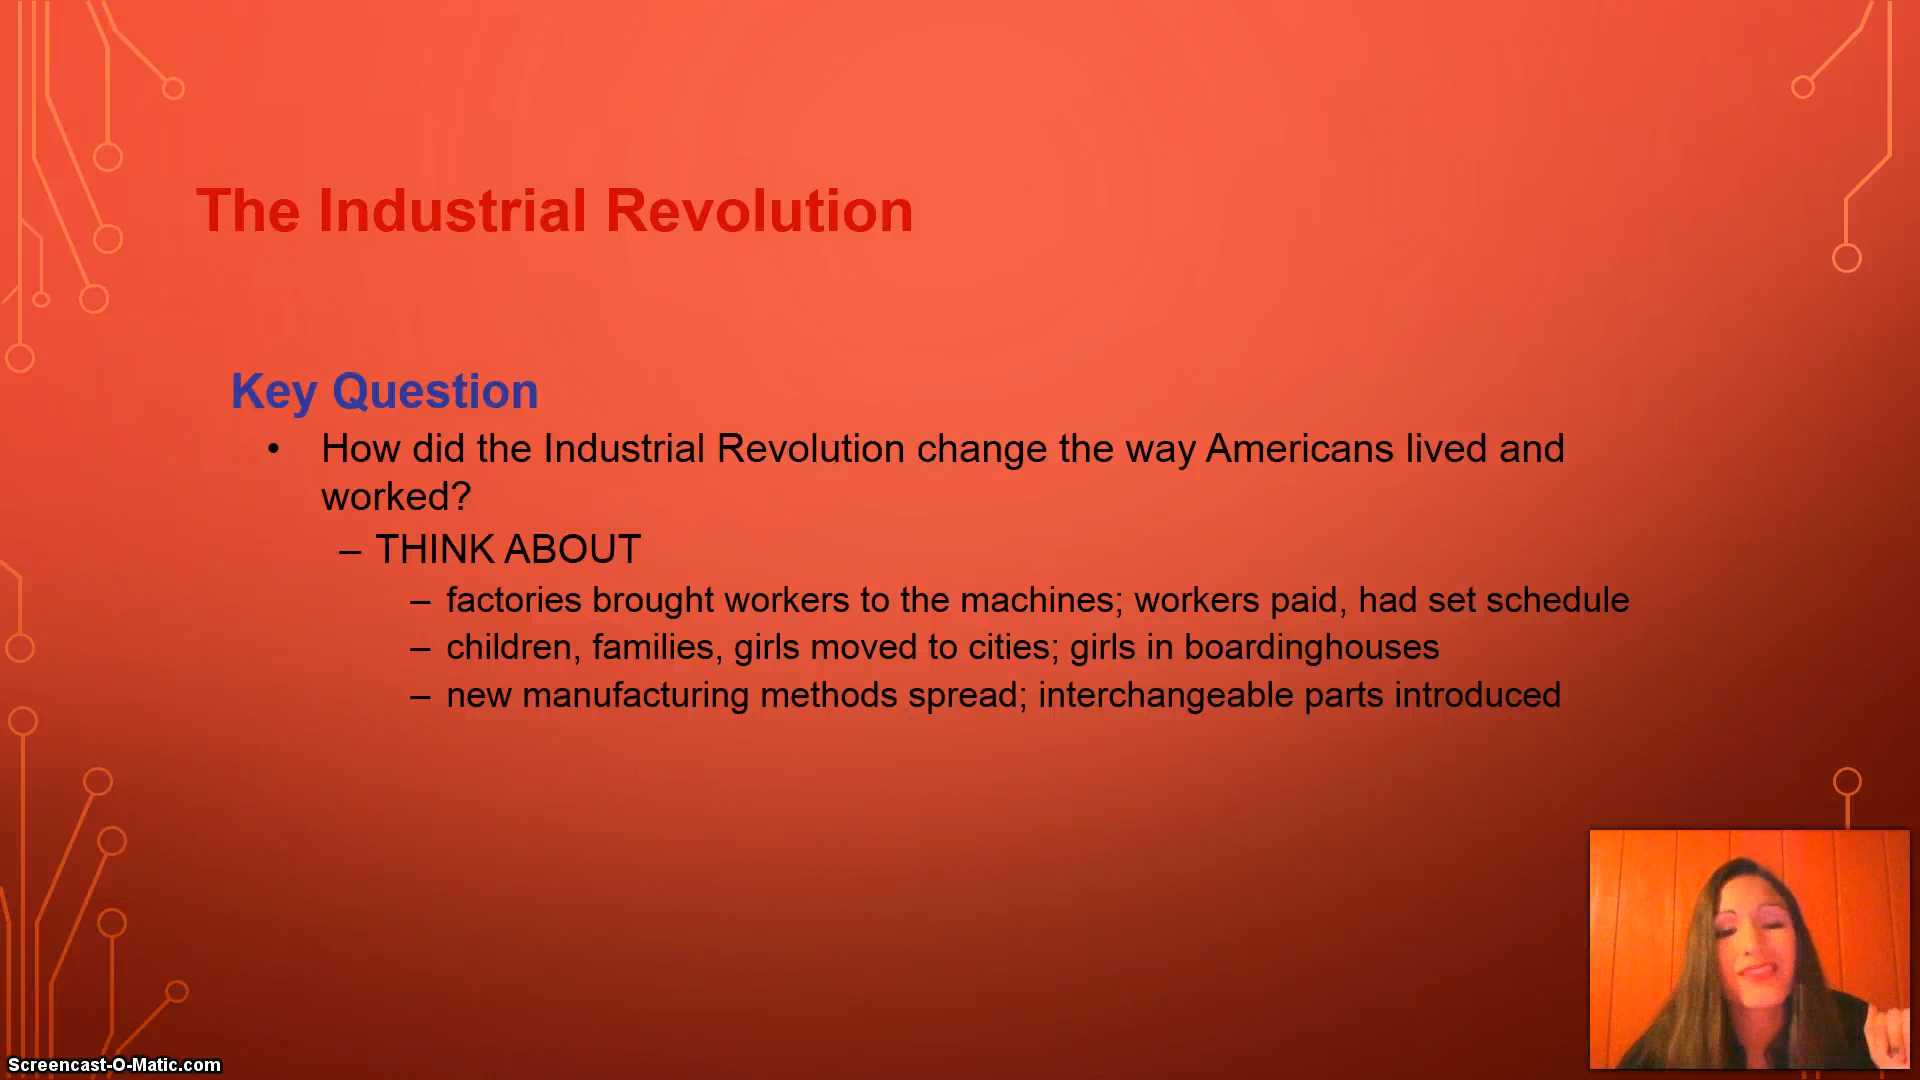 The Industrial Revolution
Key Question
• How did the Industrial Revolution change the way Americans lived and
worked?
– THINK ABOUT
– factories brought workers to the machines; workers paid, had set schedule
– children, families, girls moved to cities; girls in boardinghouses
– new manufacturing methods spread; interchangeable parts introduced
Screencast-O-Matic.com